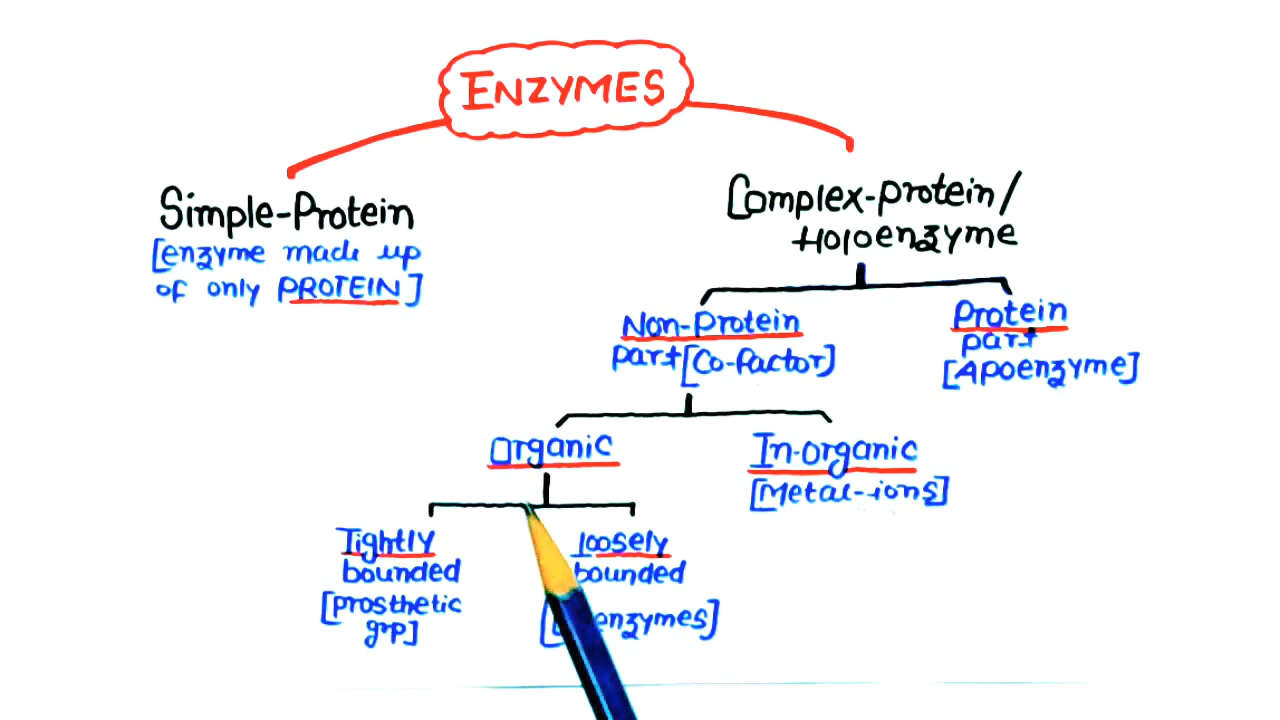 ENZYMES
Simple-Protein
[enzyme made up
of only PROTEIN]
Complex-protein/
Holoenzyme
Non-Protein
part [Co-factor]
Protein
part
[Apoenzyme]
Organic
In-organic
[Metal-ions]
Tightly
bounded
[prosthetic
grp]
loosely
bounded